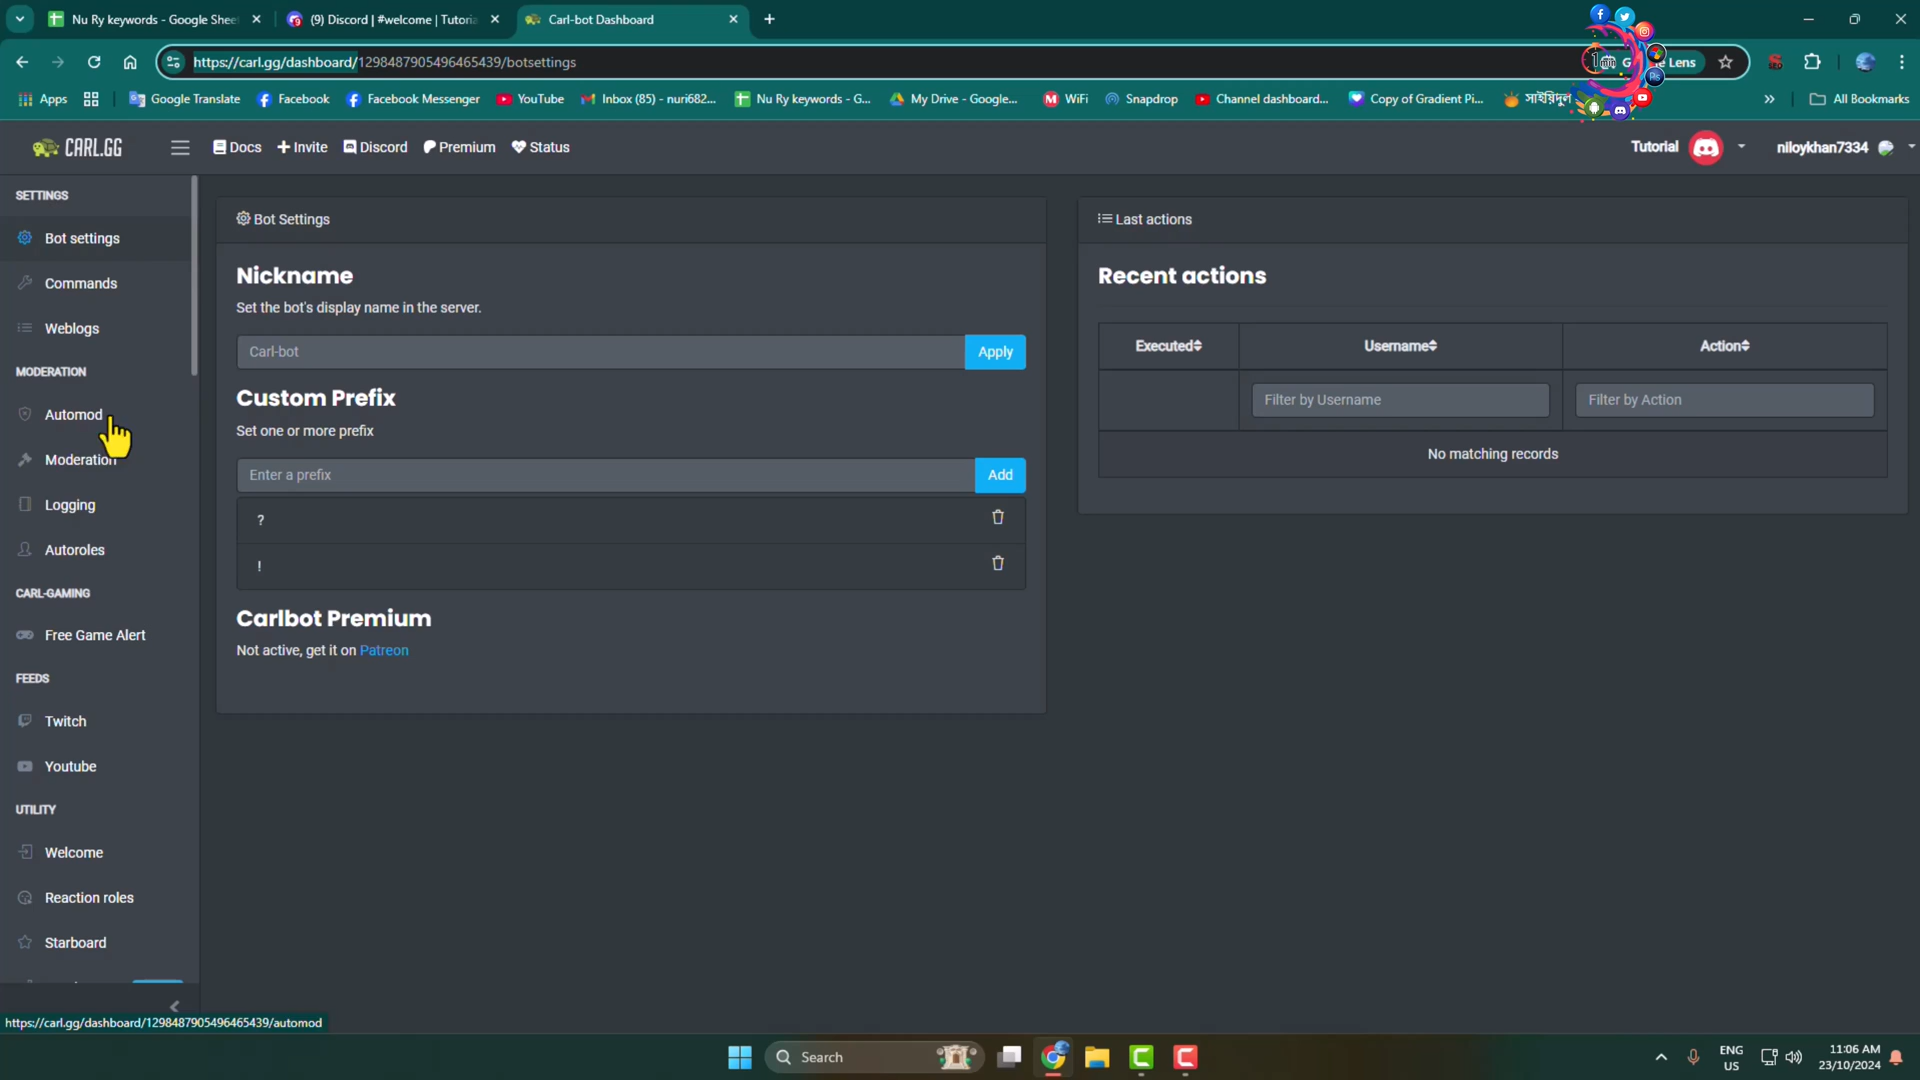 Nu Ry keywords - Google Shee
(9) Discord | #welcome | Tutoria
Carl-bot Dashboard
https://carl.gg/dashboard/1298487905496465439/botsettings
Lens
Apps
Google Translate
Facebook
Facebook Messenger
YouTube
Inbox (85) - nuri682...
Nu Ry keywords - G...
My Drive - Google...
WiFi
Snapdrop
Channel dashboard...
Copy of Gradient Pi...
সাইয়িদুল
All Bookmarks
CARL.GG
Docs
Invite
Discord
Premium
Status
Tutorial
niloykhan7334
SETTINGS
Bot settings
Commands
Weblogs
MODERATION
Automod
Moderation
Logging
Autoroles
CARL-GAMING
Free Game Alert
FEEDS
Twitch
Youtube
UTILITY
Welcome
Reaction roles
Starboard
Bot Settings
Nickname
Set the bot's display name in the server.
Carl-bot
Apply
Custom Prefix
Set one or more prefix
Enter a prefix
Add
?
!
Carlbot Premium
Not active, get it on Patreon
Last actions
Recent actions
Executed
Username
Action
Filter by Username
Filter by Action
No matching records
https://carl.gg/dashboard/1298487905496465439/automod
Search
ENG
US
11:06 AM
23/10/2024